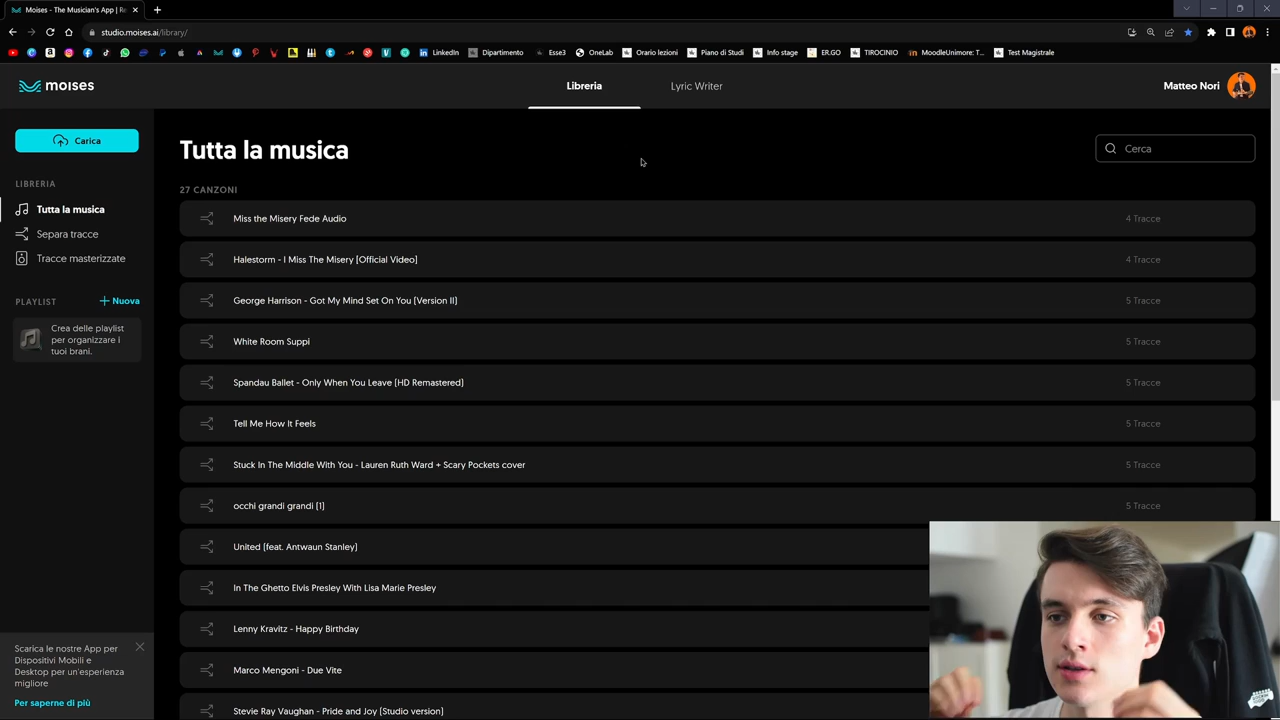 Moises - The Musician's App | Re
studio.moises.ai/library/
LinkedIn
Dipartimento
Esse3
OneLab
Orario lezioni
Piano di Studi
Info stage
ER.GO
TIROCINIO
MoodleUnimore: T...
Test Magistrale
moises
Libreria
Lyric Writer
Matteo Nori
Carica
LIBRERIA
Tutta la musica
Separa tracce
Tracce masterizzate
PLAYLIST
+ Nuova
Crea delle playlist
per organizzare i
tuoi brani.
Scarica le nostre App per
Dispositivi Mobili e
Desktop per un'esperienza
migliore
Per saperne di più
Tutta la musica
Cerca
27 CANZONI
Miss the Misery Fede Audio 4 Tracce
Halestorm - I Miss The Misery [Official Video] 4 Tracce
George Harrison - Got My Mind Set On You (Version II) 5 Tracce
White Room Suppi 5 Tracce
Spandau Ballet - Only When You Leave [HD Remastered] 5 Tracce
Tell Me How It Feels 5 Tracce
Stuck In The Middle With You - Lauren Ruth Ward + Scary Pockets cover 5 Tracce
occhi grandi grandi [1] 5 Tracce
United (feat. Antwaun Stanley)
In The Ghetto Elvis Presley With Lisa Marie Presley
Lenny Kravitz - Happy Birthday
Marco Mengoni - Due Vite
Stevie Ray Vaughan - Pride and Joy [Studio version]